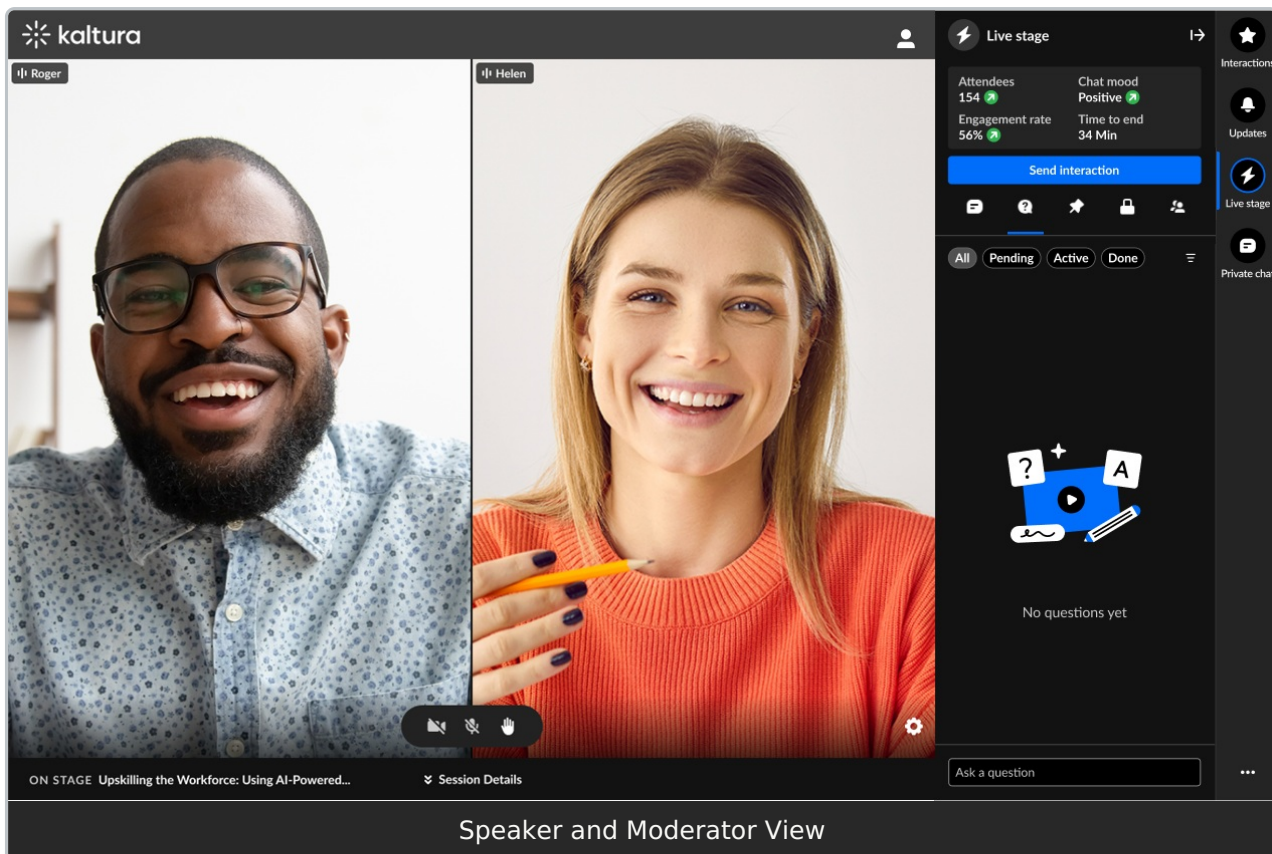 kaltura
Roger
Helen
Live stage
Attendees
154
Chat mood
Positive
Engagement rate
56%
Time to end
34 Min
Send interaction
All
Pending
Active
Done
?
A
No questions yet
Ask a question
Interactions
Updates
Live stage
Private chat
ON STAGE Upskilling the Workforce: Using AI-Powered...
Session Details
Speaker and Moderator View